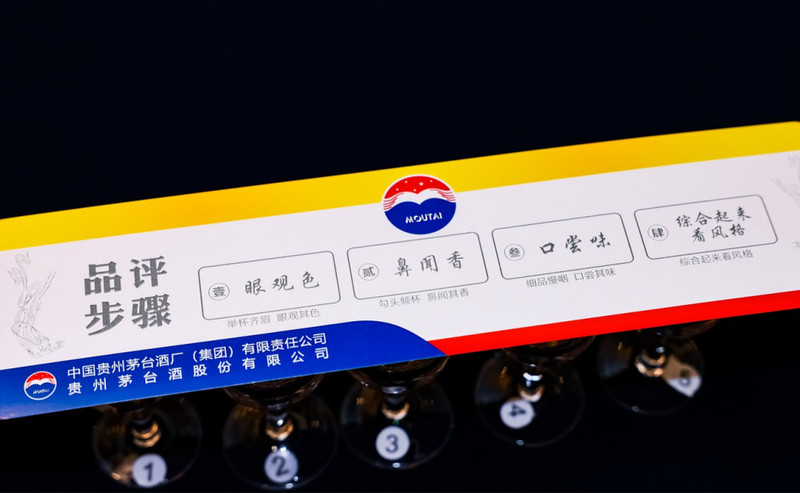 MOUTAI
品评
步骤
壹 眼观色
举杯齐眉 眼观其色
贰 鼻闻香
勾头倾杯 鼻闻其香
叁 口尝味
细品慢咽 口尝其味
肆 综合起来
看风格
综合起来看风格
MOUTAI
中国贵州茅台酒厂（集团）有限责任公司
贵州茅台酒股份有限公司
1
2
3
4
5